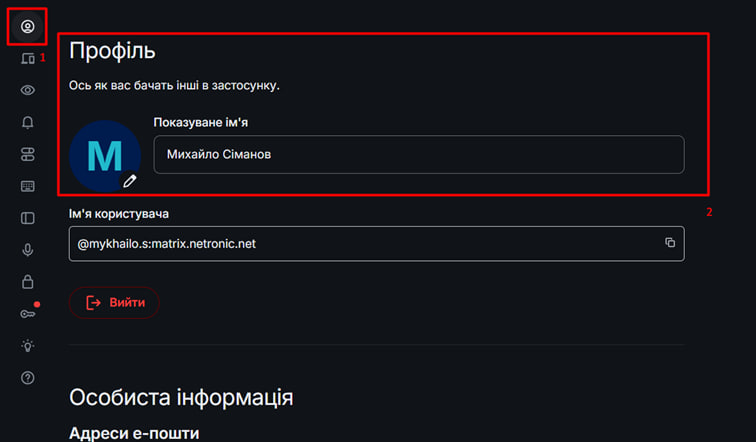 1
Профіль
Ось як вас бачать інші в застосунку.
Показуване ім'я
М
Михайло Сіманов
2
Ім'я користувача
@mykhailo.s:matrix.netronic.net
Вийти
Особиста інформація
Адреси е-пошти